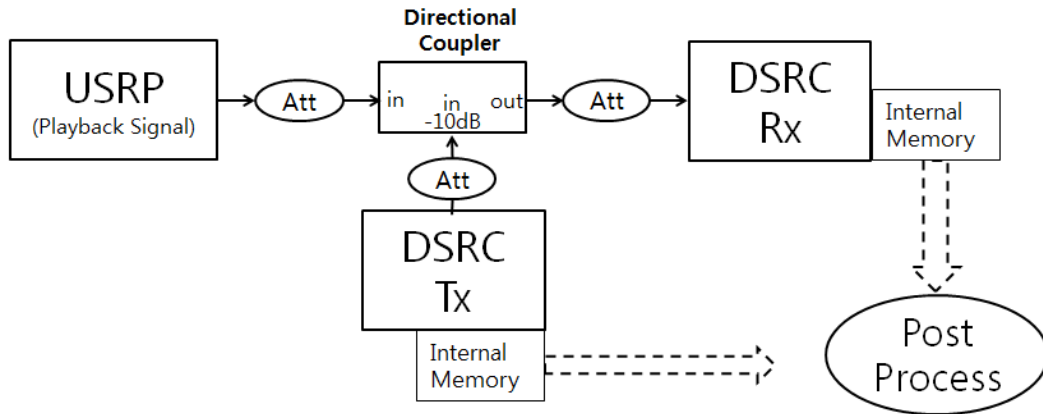 Directional
Coupler
USRP
(Playback Signal)
Att
in
in
-10dB
out
Att
DSRC
Rx
Internal
Memory
Att
DSRC
Tx
Internal
Memory
Post
Process